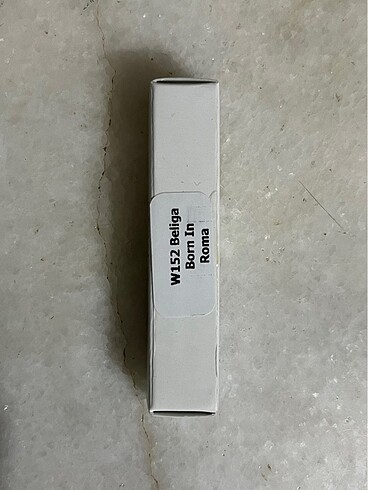 W152 Beliga
Born In
Roma